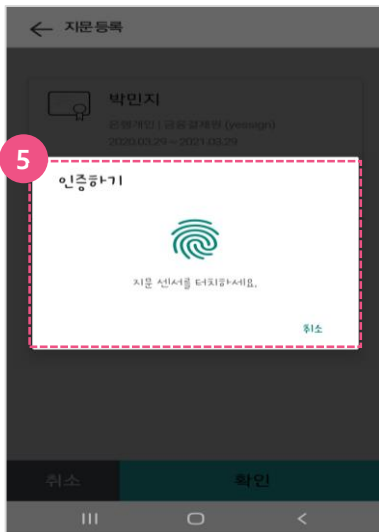 지문등록
박민지
은행개인 | 금융결제원 (yessign)
2020.03.29 ~ 2021.03.29
5
인증하기
지문 센서를 터치하세요.
취소
취소
확인